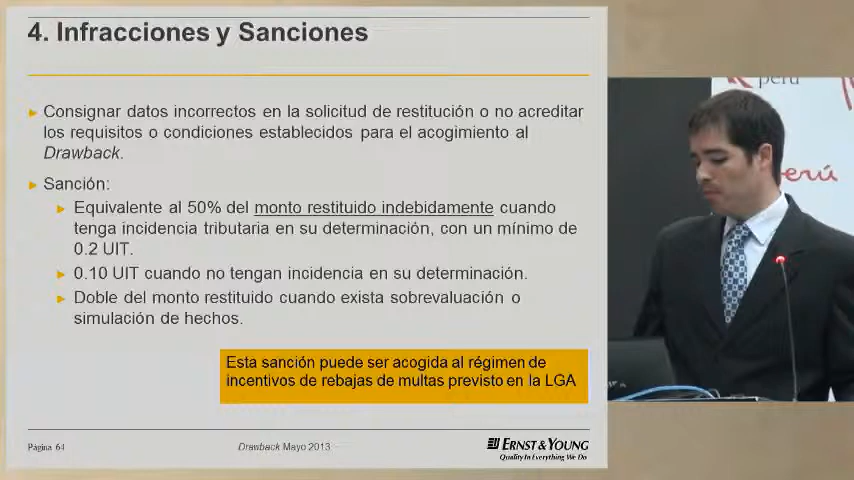 4. Infracciones y Sanciones
Consignar datos incorrectos en la solicitud de restitución o no acreditar
los requisitos o condiciones establecidos para el acogimiento al
Drawback.
Sanción:
Equivalente al 50% del monto restituido indebidamente cuando
tenga incidencia tributaria en su determinación, con un mínimo de
0.2 UIT.
0.10 UIT cuando no tengan incidencia en su determinación.
Doble del monto restituido cuando exista sobrevaluación o
simulación de hechos.
Esta sanción puede ser acogida al régimen de
incentivos de rebajas de multas previsto en la LGA
Página 64
Drawback Mayo 2013
ERNST & YOUNG
Quality In Everything We Do
perú
perú